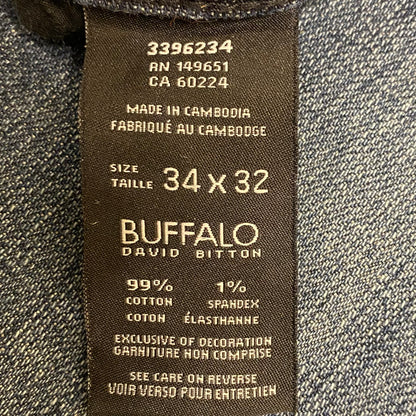 3396234
RN 149651
CA 60224
MADE IN CAMBODIA
FABRIQUÉ AU CAMBODGE
SIZE
TAILLE 34 x 32
BUFFALO
DAVID BITTON
99% 1%
COTTON SPANDEX
COTON ÉLASTHANNE
EXCLUSIVE OF DECORATION
GARNITURE NON COMPRISE
SEE CARE ON REVERSE
VOIR VERSO POUR ENTRETIEN